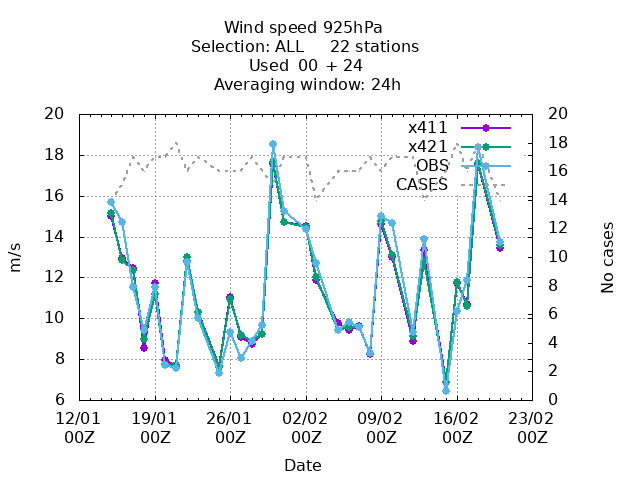 Wind speed 925hPa
Selection: ALL 22 stations
Used 00 + 24
Averaging window: 24h
x411
x421
OBS
CASES
20
18
16
14
12
10
8
6
m/s
20
18
16
14
12
10
8
6
4
2
0
No cases
12/01 19/01 26/01 02/02 09/02 16/02 23/02
00Z 00Z 00Z 00Z 00Z 00Z 00Z
Date